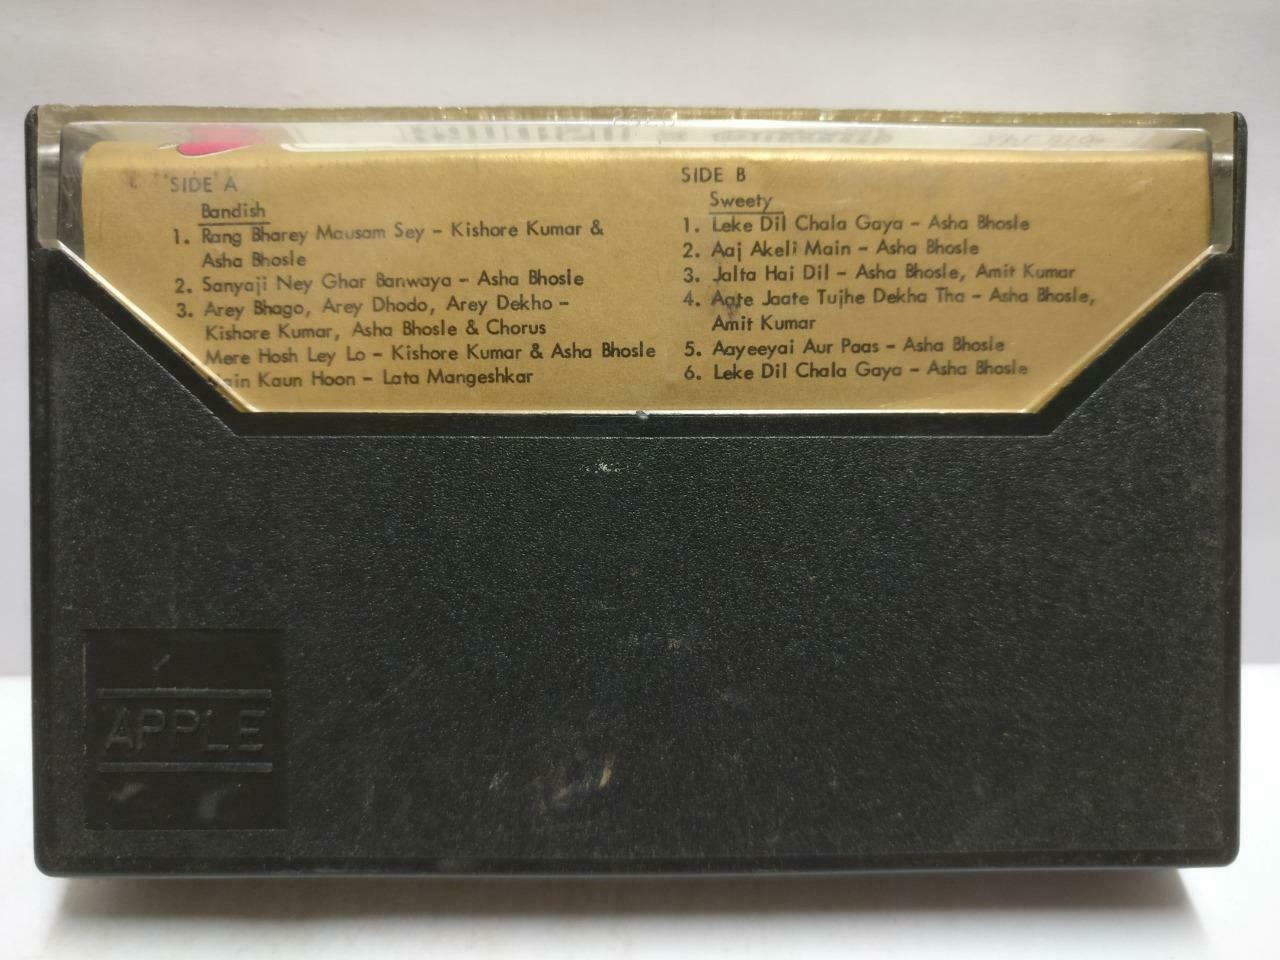 SIDE A
Bandish
1. Rang Bharey Mausam Sey - Kishore Kumar &
Asha Bhosle
2. Sanyaji Ney Ghar Banwaya - Asha Bhosle
3. Arey Bhago, Arey Dhodo, Arey Dekho -
Kishore Kumar, Asha Bhosle & Chorus
Mere Hosh Ley Lo - Kishore Kumar & Asha Bhosle
Kaun Hoon - Lata Mangeshkar
SIDE B
Sweety
1. Leke Dil Chala Gaya - Asha Bhosle
2. Aaj Akeli Main - Asha Bhosle
3. Jalta Hai Dil - Asha Bhosle, Amit Kumar
4. Aate Jaate Tujhe Dekha Tha - Asha Bhosle,
Amit Kumar
5. Aayeeyai Aur Paas - Asha Bhosle
6. Leke Dil Chala Gaya - Asha Bhosle
APPLE